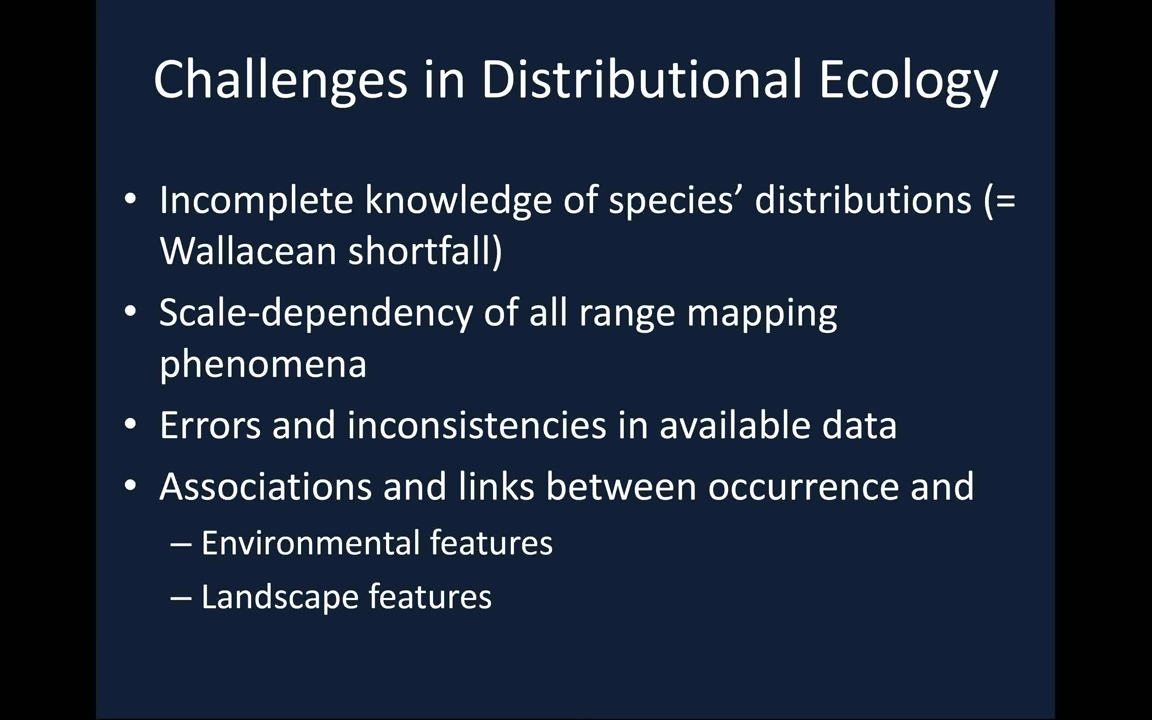 Challenges in Distributional Ecology
• Incomplete knowledge of species’ distributions (=
Wallacean shortfall)
• Scale-dependency of all range mapping
phenomena
• Errors and inconsistencies in available data
• Associations and links between occurrence and
– Environmental features
– Landscape features